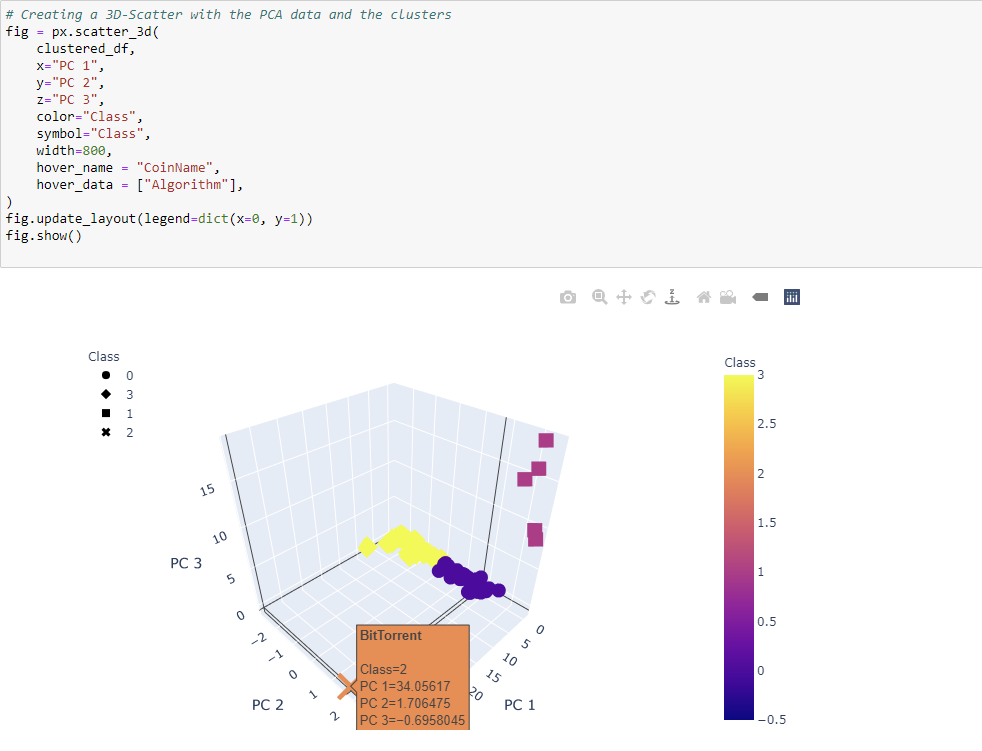 # Creating a 3D-Scatter with the PCA data and the clusters
fig = px.scatter_3d(
    clustered_df,
    x="PC 1",
    y="PC 2",
    z="PC 3",
    color="Class",
    symbol="Class",
    width=800,
    hover_name = "CoinName",
    hover_data = ["Algorithm"],
)
fig.update_layout(legend=dict(x=0, y=1))
fig.show()
z
Class
0
3
1
2
15
10
5
0
PC 3
−2
−1
0
1
2
PC 2
0
5
10
15
20
PC 1
BitTorrent
Class=2
PC 1=34.05617
PC 2=1.706475
PC 3=−0.6958045
Class
3
2.5
2
1.5
1
0.5
0
−0.5